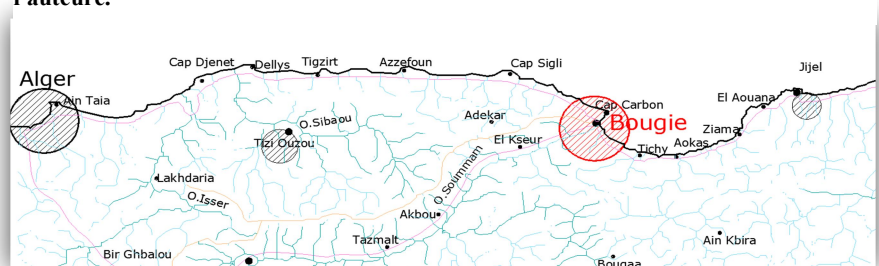 l'auteure.
Jijel
Cap Djenet
Dellys
Tigzirt
Azzefoun
Cap Sigli
Alger
Ain Taia
El Aouana
Cap Carbon
Adekar
O.Sibaou
Bougie
Ziama
Tizi Ouzou
El Kseur
Tichy
Aokas
O.Soummam
Lakhdaria
O.Isser
Akbou
Tazmalt
Ain Kbira
Bir Ghbalou
Bougaa